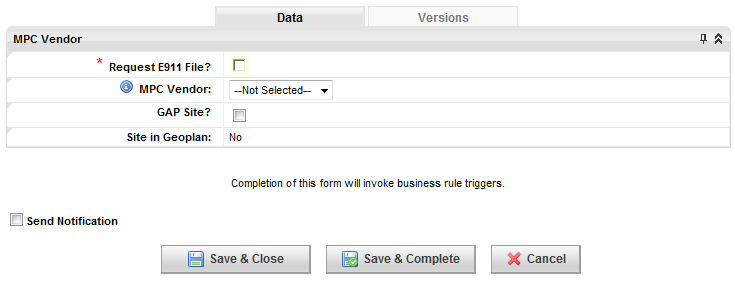 Data Versions
MPC Vendor
* Request E911 File?
MPC Vendor: --Not Selected--
GAP Site?
Site in Geoplan: No
Completion of this form will invoke business rule triggers.
Send Notification
Save & Close Save & Complete Cancel